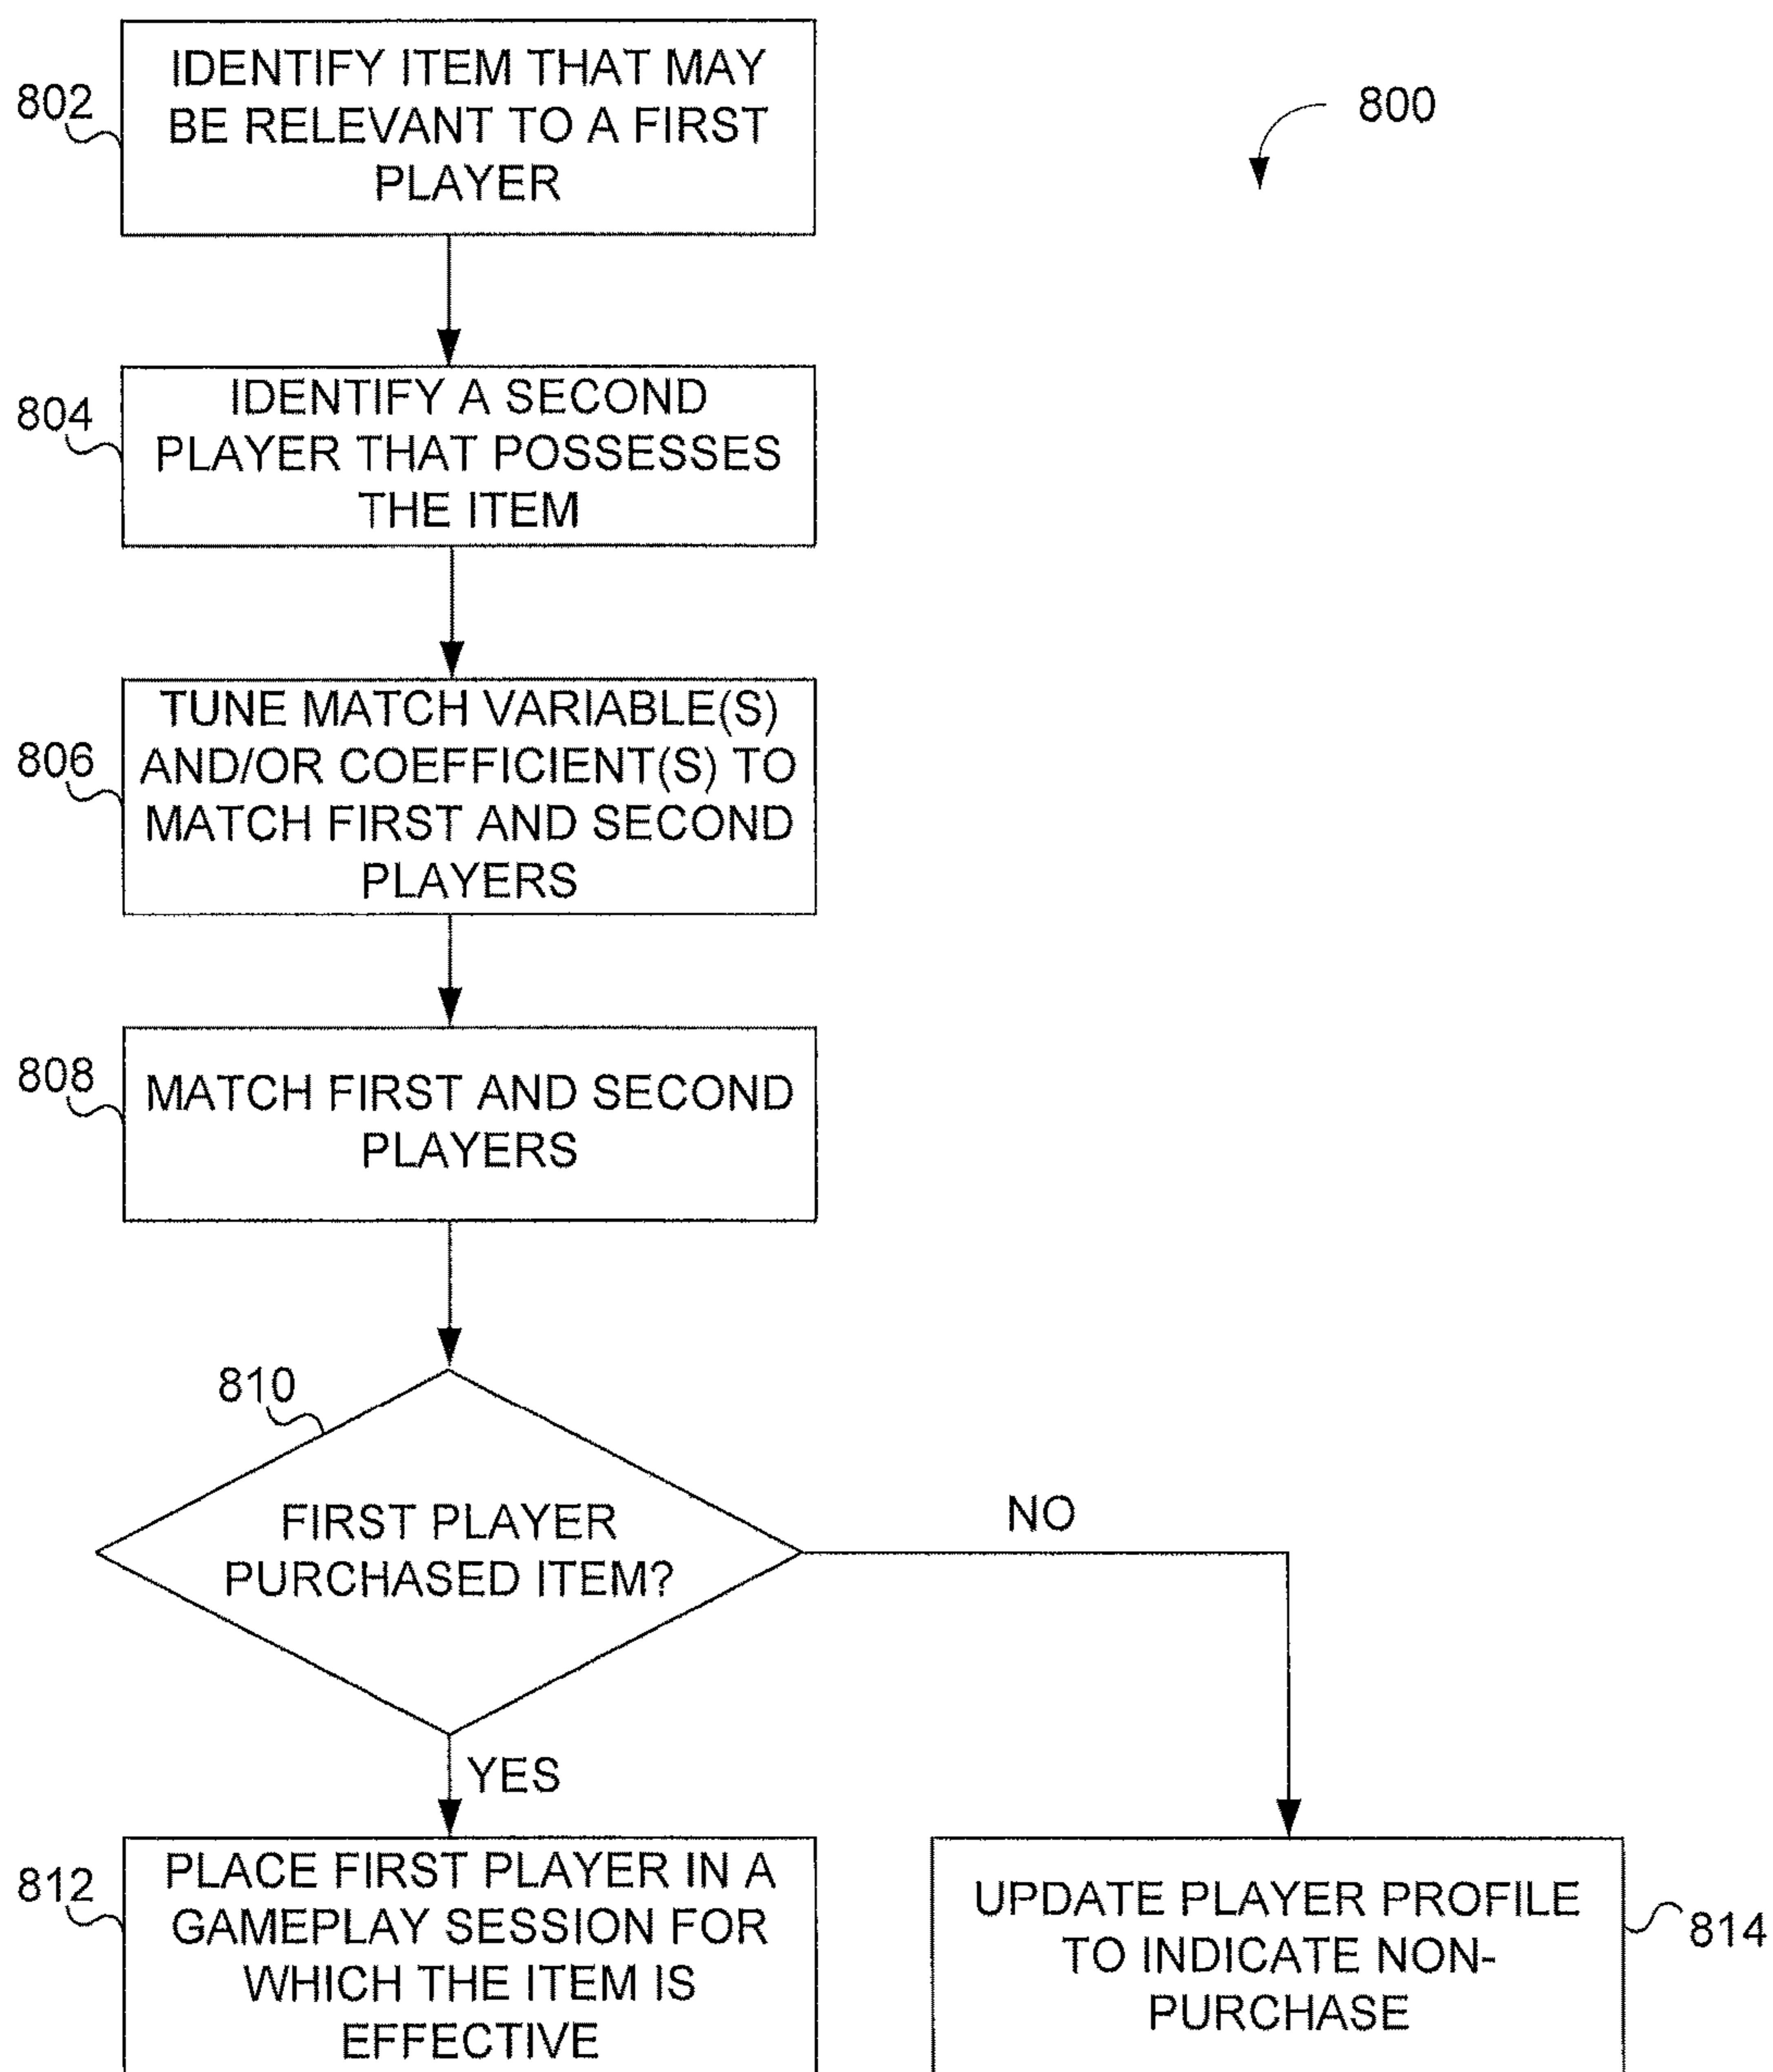 802
IDENTIFY ITEM THAT MAY
BE RELEVANT TO A FIRST
PLAYER
800
804
IDENTIFY A SECOND
PLAYER THAT POSSESSES
THE ITEM
806
TUNE MATCH VARIABLE(S)
AND/OR COEFFICIENT(S) TO
MATCH FIRST AND SECOND
PLAYERS
808
MATCH FIRST AND SECOND
PLAYERS
810
FIRST PLAYER
PURCHASED ITEM?
NO
YES
812
PLACE FIRST PLAYER IN A
GAMEPLAY SESSION FOR
WHICH THE ITEM IS
EFFECTIVE
UPDATE PLAYER PROFILE
TO INDICATE NON-
PURCHASE
814